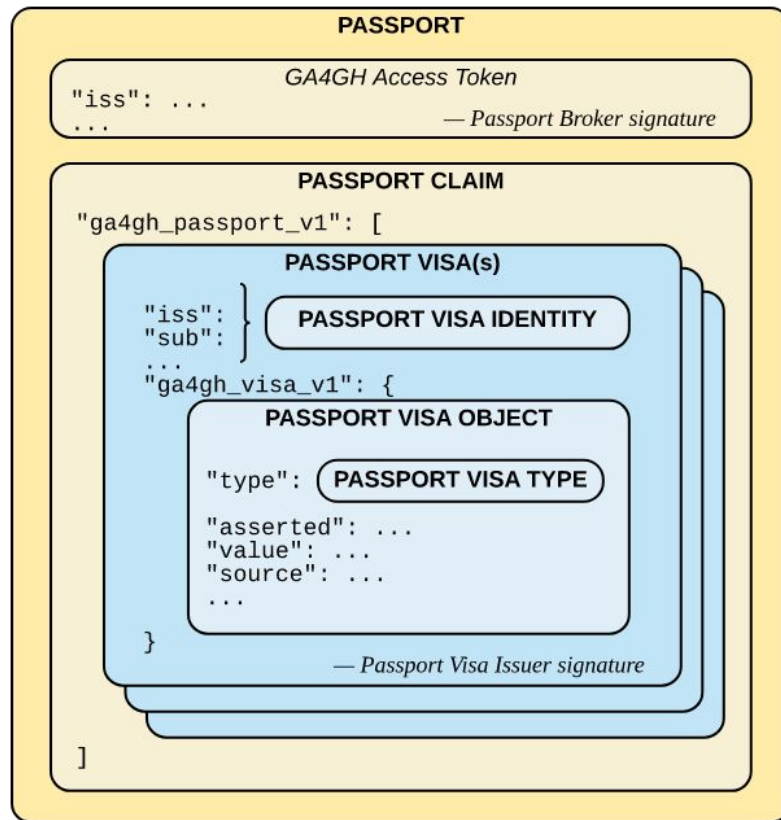 PASSPORT
GA4GH Access Token
"iss": ...
...
— Passport Broker signature
PASSPORT CLAIM
"ga4gh_passport_v1": [
PASSPORT VISA(s)
"iss":
"sub":
}
PASSPORT VISA IDENTITY
...
"ga4gh_visa_v1": {
PASSPORT VISA OBJECT
"type": PASSPORT VISA TYPE
"asserted": ...
"value": ...
"source": ...
...
}
— Passport Visa Issuer signature
]